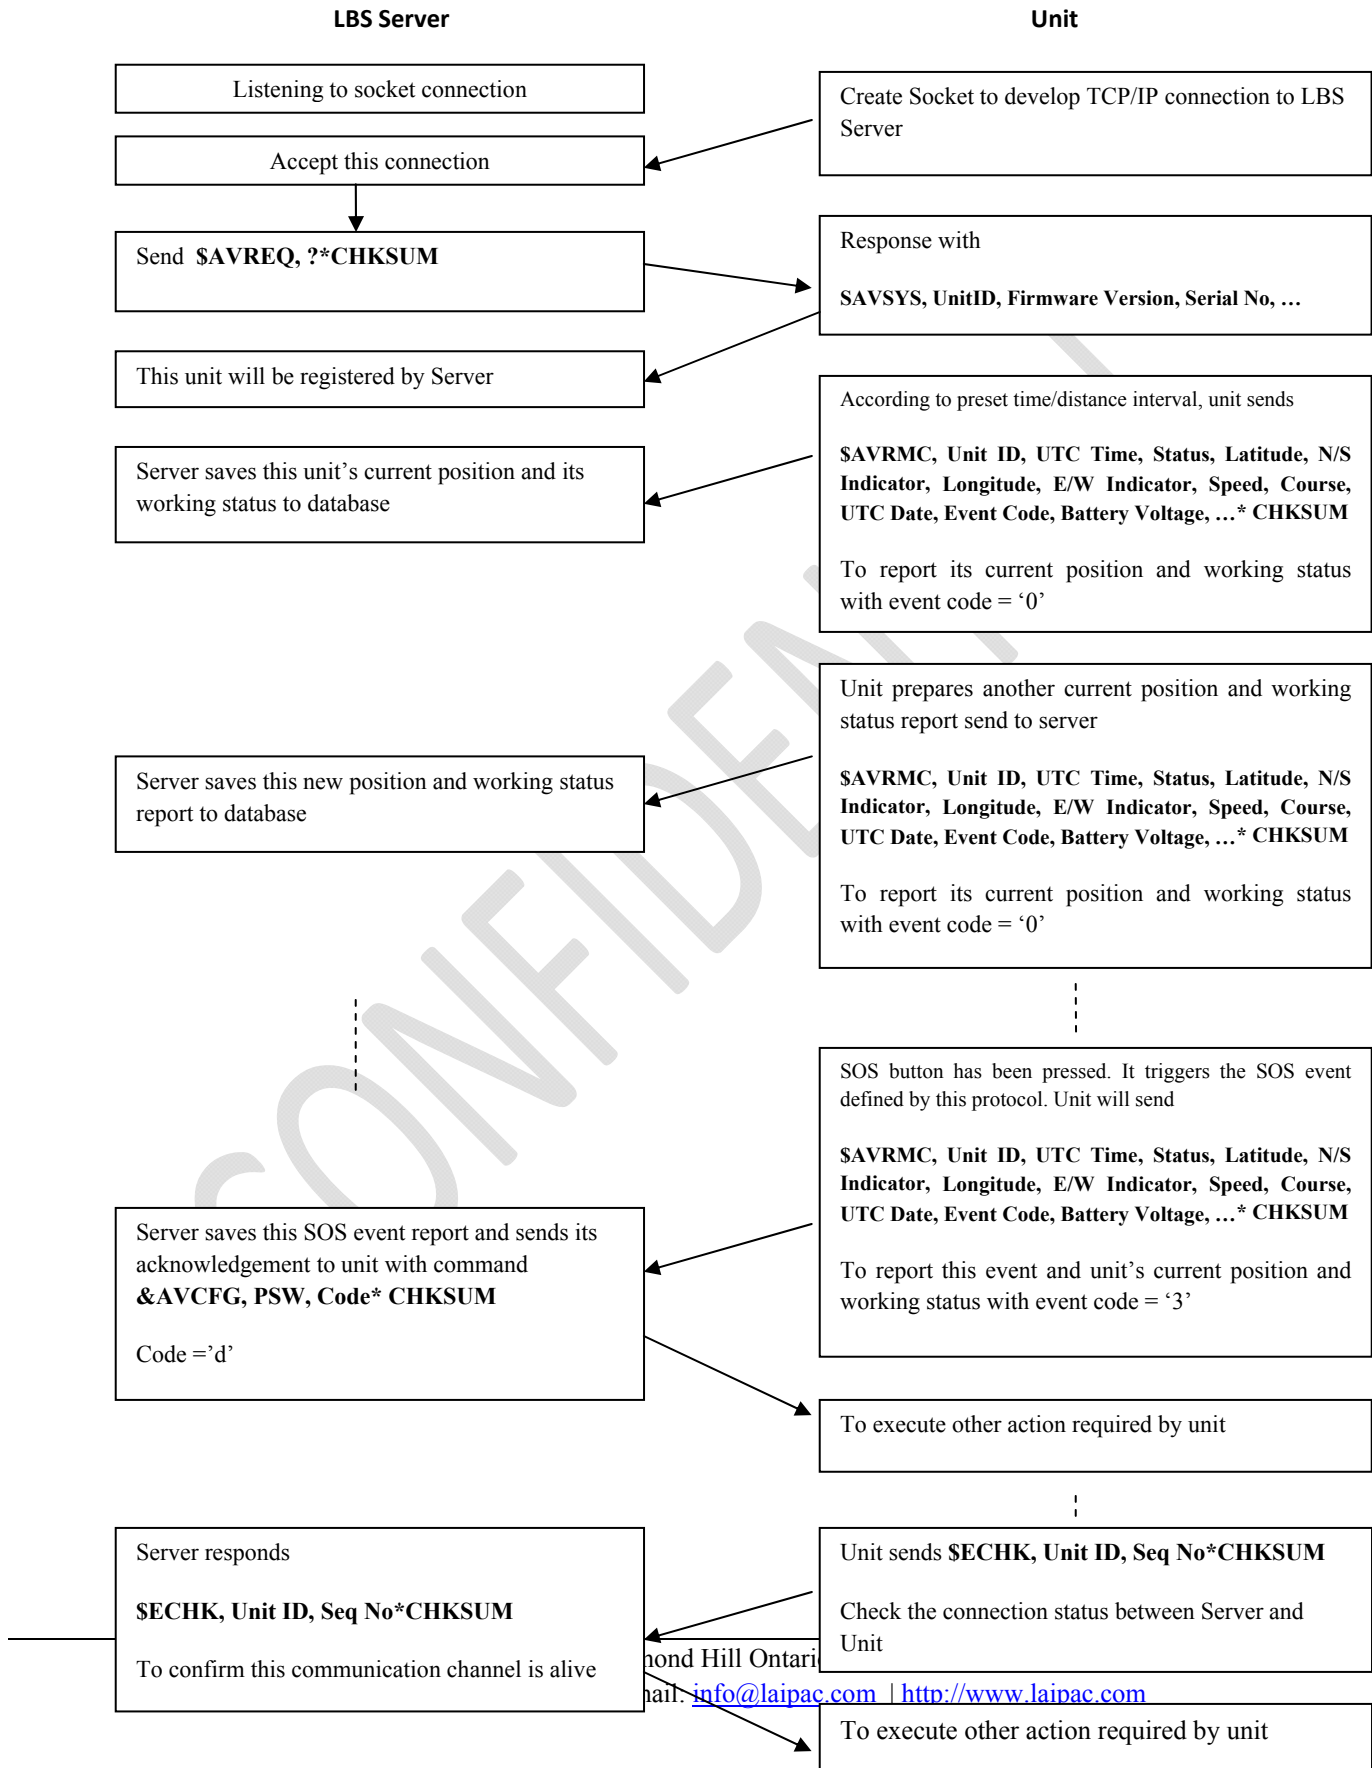 LBS Server
Unit
Listening to socket connection
Create Socket to develop TCP/IP connection to LBS
Server
Accept this connection
Send $AVREQ, ?*CHKSUM
Response with
SAVSYS, UnitID, Firmware Version, Serial No, …
This unit will be registered by Server
According to preset time/distance interval, unit sends
$AVRMC, Unit ID, UTC Time, Status, Latitude, N/S
Indicator, Longitude, E/W Indicator, Speed, Course,
UTC Date, Event Code, Battery Voltage, …* CHKSUM
To report its current position and working status
with event code = ‘0’
Server saves this unit’s current position and its
working status to database
Unit prepares another current position and working
status report send to server
$AVRMC, Unit ID, UTC Time, Status, Latitude, N/S
Indicator, Longitude, E/W Indicator, Speed, Course,
UTC Date, Event Code, Battery Voltage, …* CHKSUM
To report its current position and working status
with event code = ‘0’
Server saves this new position and working status
report to database
SOS button has been pressed. It triggers the SOS event
defined by this protocol. Unit will send
$AVRMC, Unit ID, UTC Time, Status, Latitude, N/S
Indicator, Longitude, E/W Indicator, Speed, Course,
UTC Date, Event Code, Battery Voltage, …* CHKSUM
To report this event and unit’s current position and
working status with event code = ‘3’
Server saves this SOS event report and sends its
acknowledgement to unit with command
&AVCFG, PSW, Code* CHKSUM
Code =’d’
To execute other action required by unit
Unit sends $ECHK, Unit ID, Seq No*CHKSUM
Check the connection status between Server and
Unit
Server responds
$ECHK, Unit ID, Seq No*CHKSUM
To confirm this communication channel is alive
mond Hill Ontario
mail: info@laipac.com | http://www.laipac.com
To execute other action required by unit
CONFIDENT